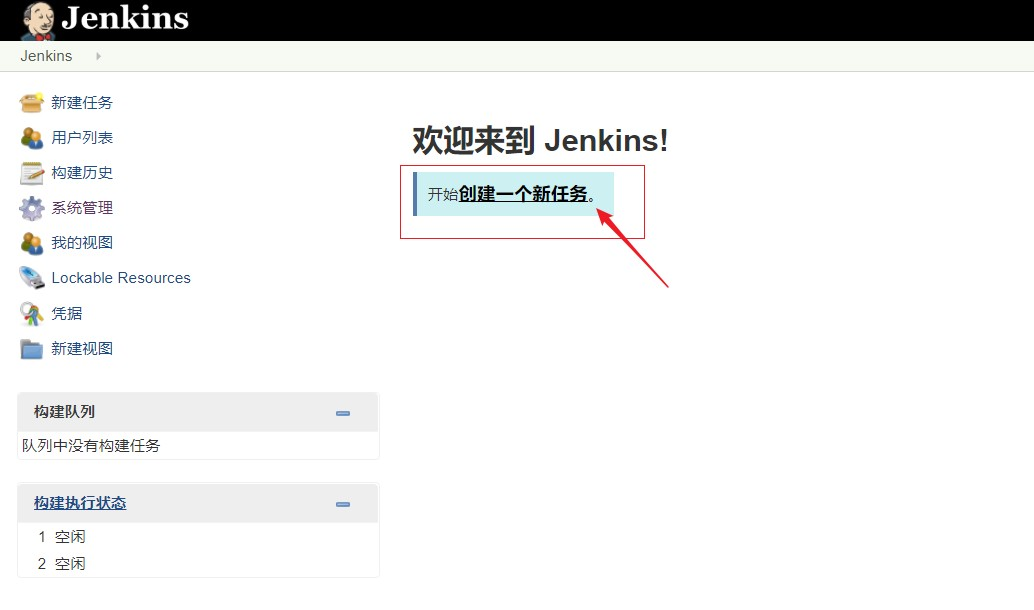 Jenkins
Jenkins
新建任务
用户列表
构建历史
系统管理
我的视图
Lockable Resources
凭据
新建视图
构建队列
队列中没有构建任务
构建执行状态
1 空闲
2 空闲
欢迎来到 Jenkins!
开始创建一个新任务。